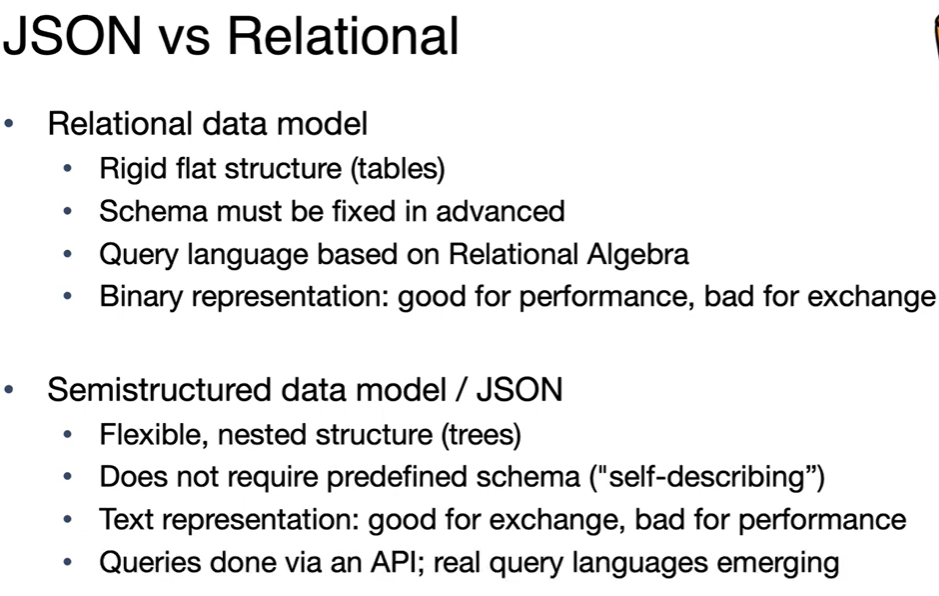 JSON vs Relational
• Relational data model
• Rigid flat structure (tables)
• Schema must be fixed in advanced
• Query language based on Relational Algebra
• Binary representation: good for performance, bad for exchange
• Semistructured data model / JSON
• Flexible, nested structure (trees)
• Does not require predefined schema ("self-describing”)
• Text representation: good for exchange, bad for performance
• Queries done via an API; real query languages emerging